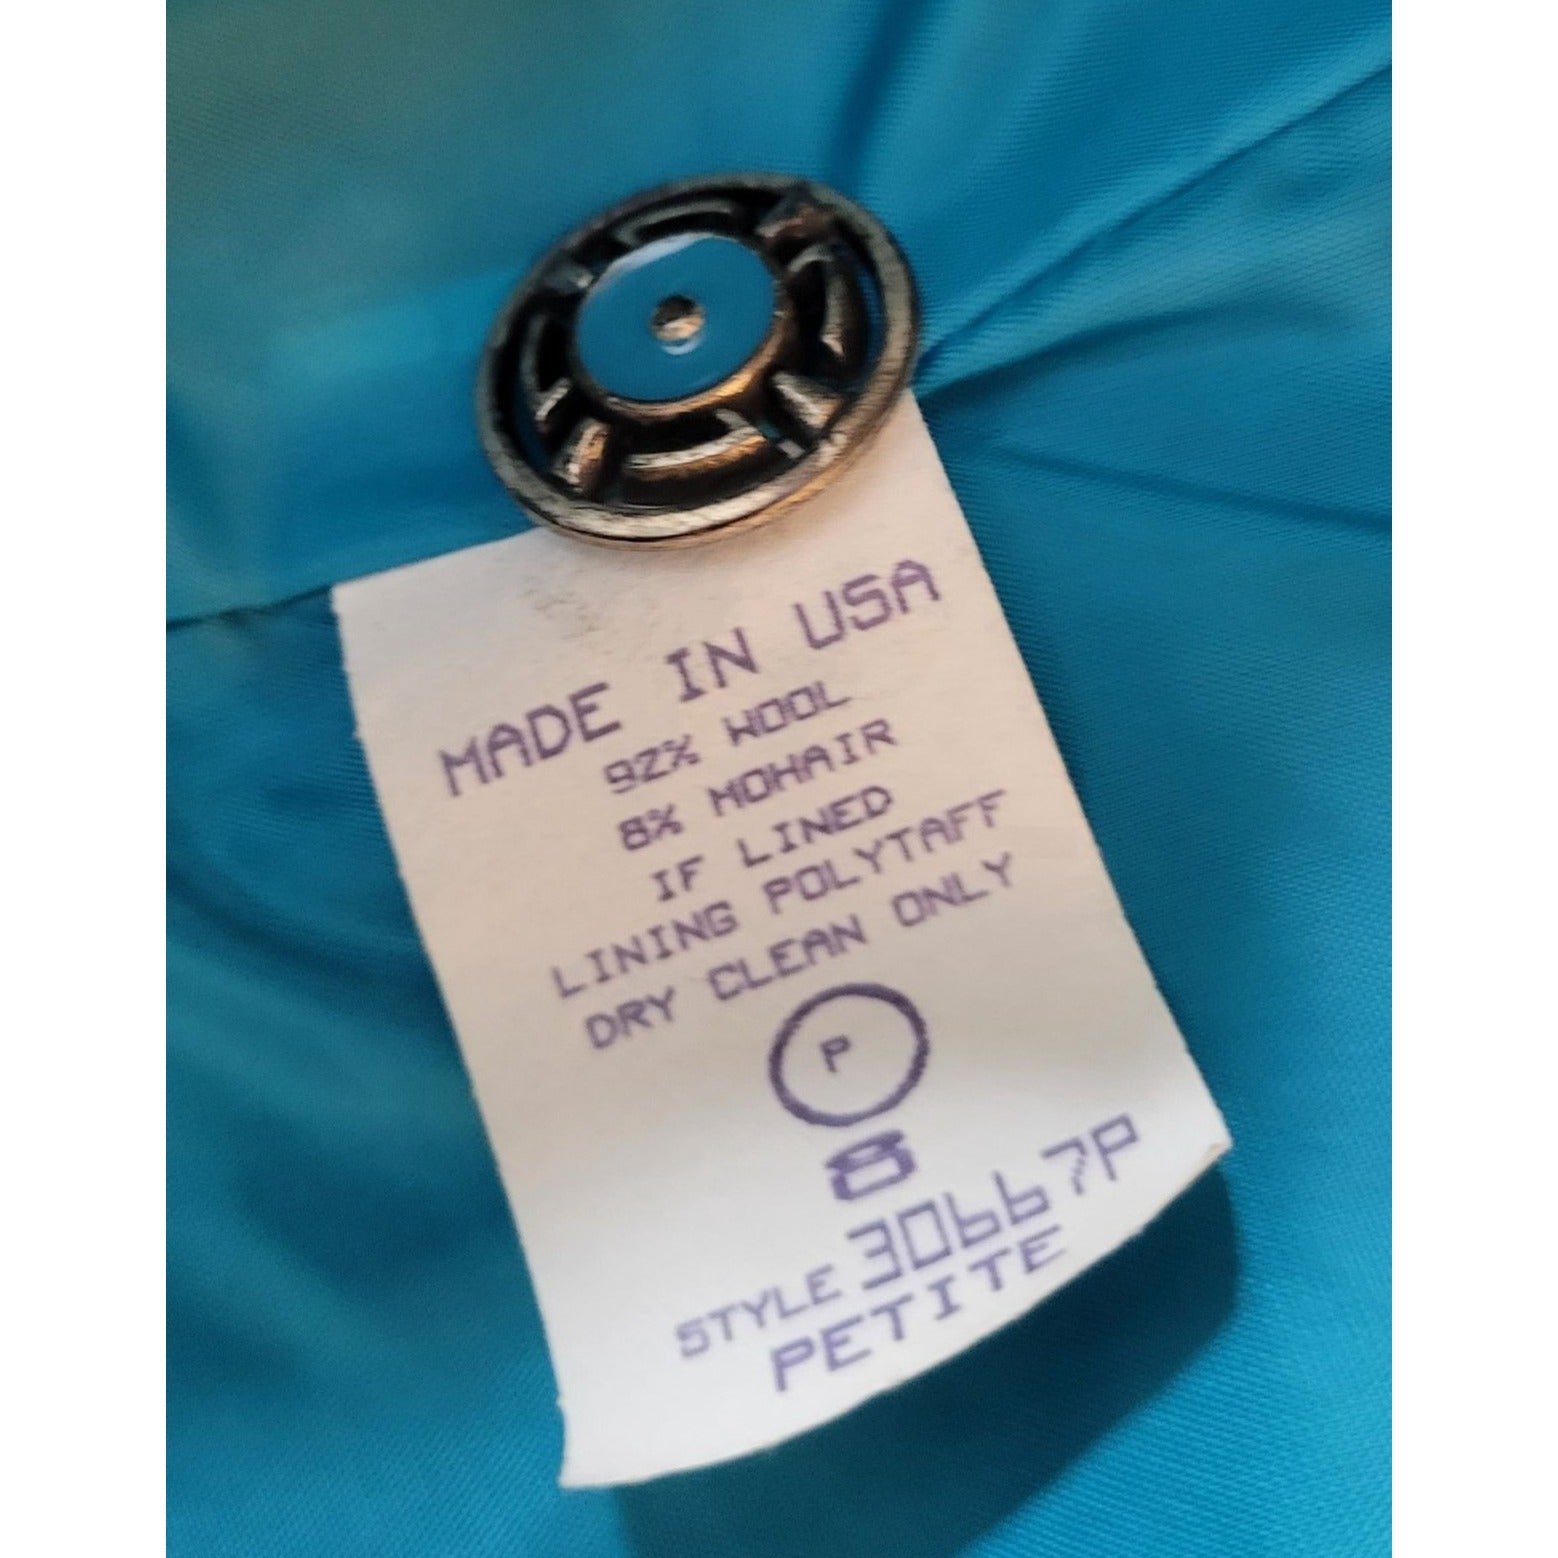 MADE IN USA
92% WOOL
8% MOHAIR
IF LINED
LINING POLYTAFF
DRY CLEAN ONLY
P
8
STYLE 30667P
PETITE